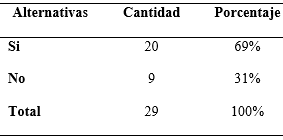 Alternativas Cantidad Porcentaje
Si 20 69%
No 9 31%
Total 29 100%